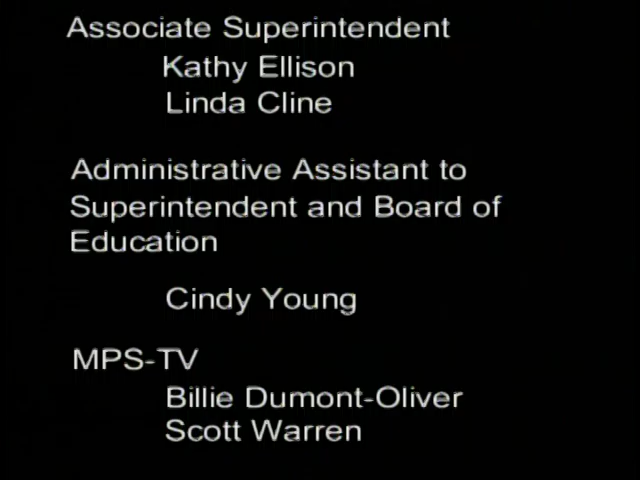 Associate Superintendent
Kathy Ellison
Linda Cline
Administrative Assistant to
Superintendent and Board of
Education
Cindy Young
MPS-TV
Billie Dumont-Oliver
Scott Warren